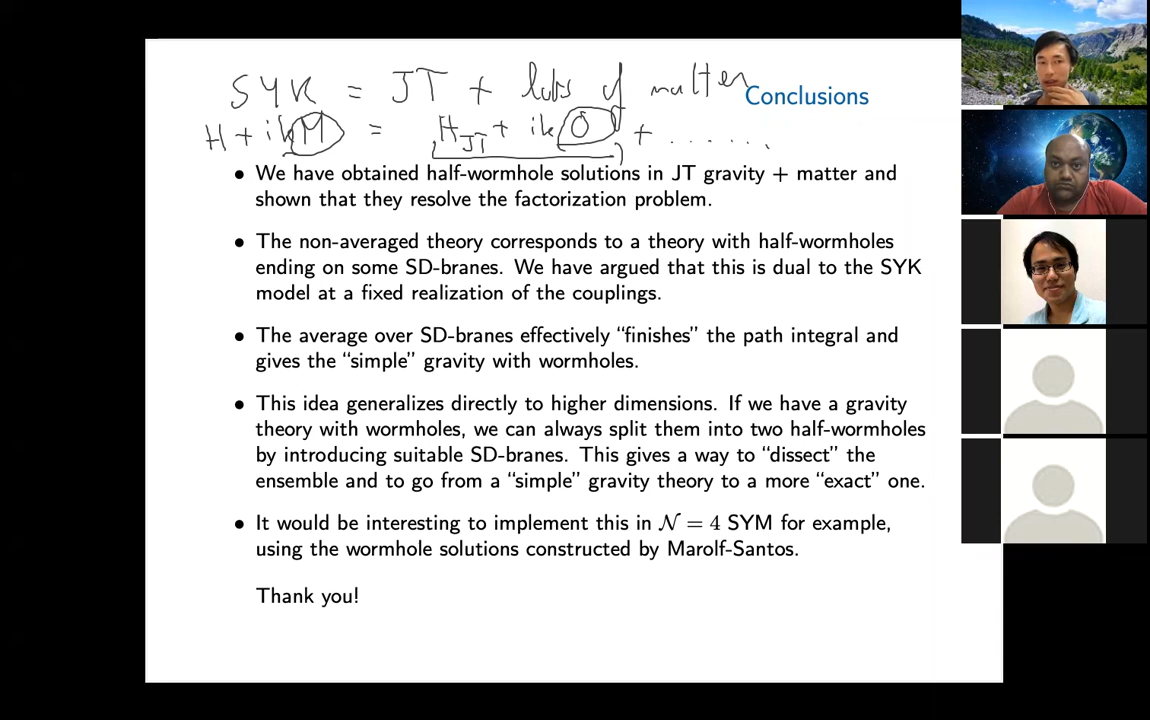 SYK = JT + lots of matter
Conclusions
H + ikM = H_JT + ikO + ......
• We have obtained half-wormhole solutions in JT gravity + matter and
shown that they resolve the factorization problem.
• The non-averaged theory corresponds to a theory with half-wormholes
ending on some SD-branes. We have argued that this is dual to the SYK
model at a fixed realization of the couplings.
• The average over SD-branes effectively “finishes” the path integral and
gives the “simple” gravity with wormholes.
• This idea generalizes directly to higher dimensions. If we have a gravity
theory with wormholes, we can always split them into two half-wormholes
by introducing suitable SD-branes. This gives a way to “dissect” the
ensemble and to go from a “simple” gravity theory to a more “exact” one.
• It would be interesting to implement this in 𝒩 = 4 SYM for example,
using the wormhole solutions constructed by Marolf-Santos.
Thank you!